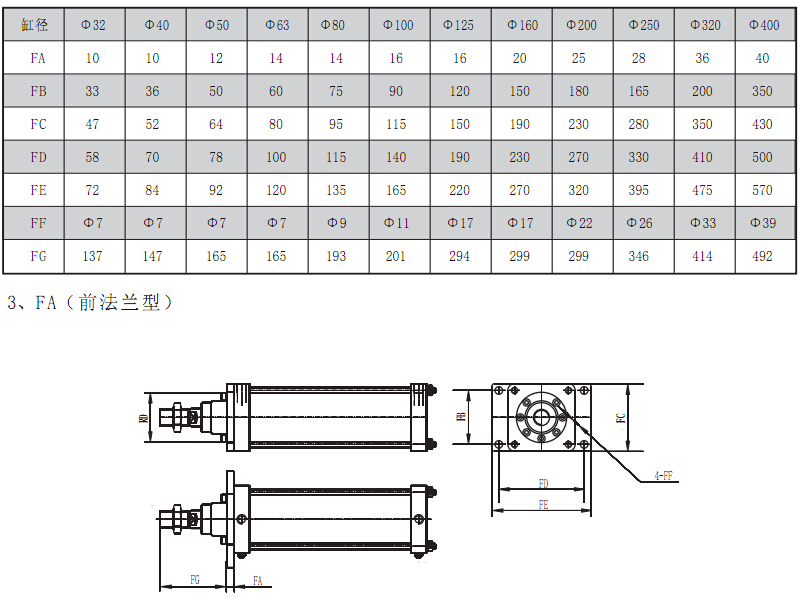 缸径 Φ32 Φ40 Φ50 Φ63 Φ80 Φ100 Φ125 Φ160 Φ200 Φ250 Φ320 Φ400
FA 10 10 12 14 14 16 16 20 25 28 36 40
FB 33 36 50 60 75 90 120 150 180 165 200 350
FC 47 52 64 80 95 115 150 190 230 280 350 430
FD 58 70 78 100 115 140 190 230 270 330 410 500
FE 72 84 92 120 135 165 220 270 320 395 475 570
FF Φ7 Φ7 Φ7 Φ7 Φ9 Φ11 Φ17 Φ17 Φ22 Φ26 Φ33 Φ39
FG 137 147 165 165 193 201 294 299 299 346 414 492
3、FA（前法兰型）
KD
FB
FC
4-FF
FD
FE
FG
FA